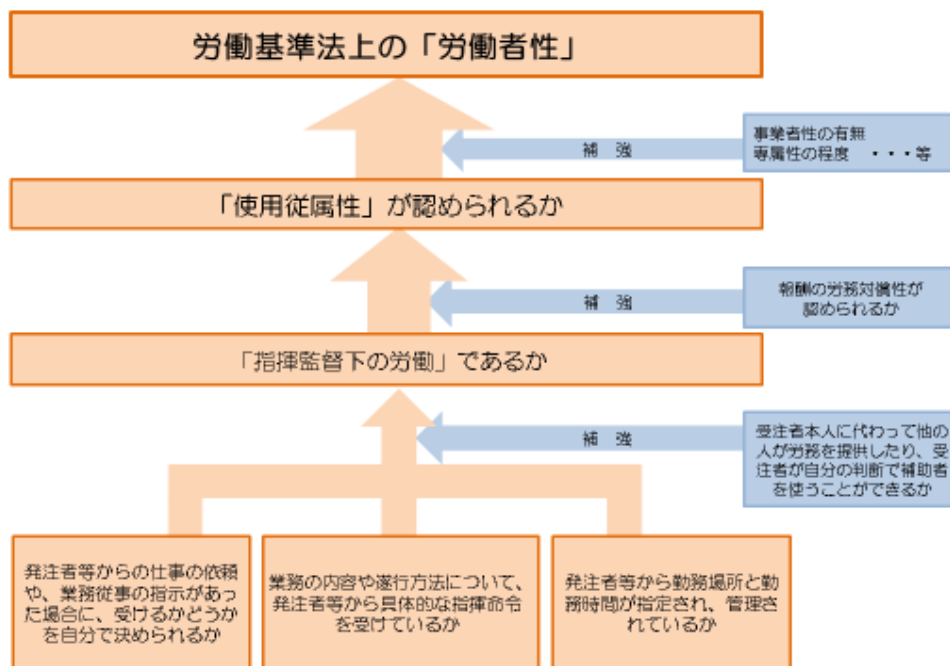 労働基準法上の「労働者性」
補　強
事業者性の有無
専属性の程度　・・・等
「使用従属性」が認められるか
補　強
報酬の労務対償性が
認められるか
「指揮監督下の労働」であるか
補　強
受注者本人に代わって他の
人が労務を提供したり、受
注者が自分の判断で補助者
を使うことができるか
発注者等からの仕事の依頼
や、業務従事の指示があっ
た場合に、受けるかどうか
を自分で決められるか
業務の内容や遂行方法について、
発注者等から具体的な指揮命令
を受けているか
発注者等から勤務場所と勤
務時間が指定され、管理さ
れているか